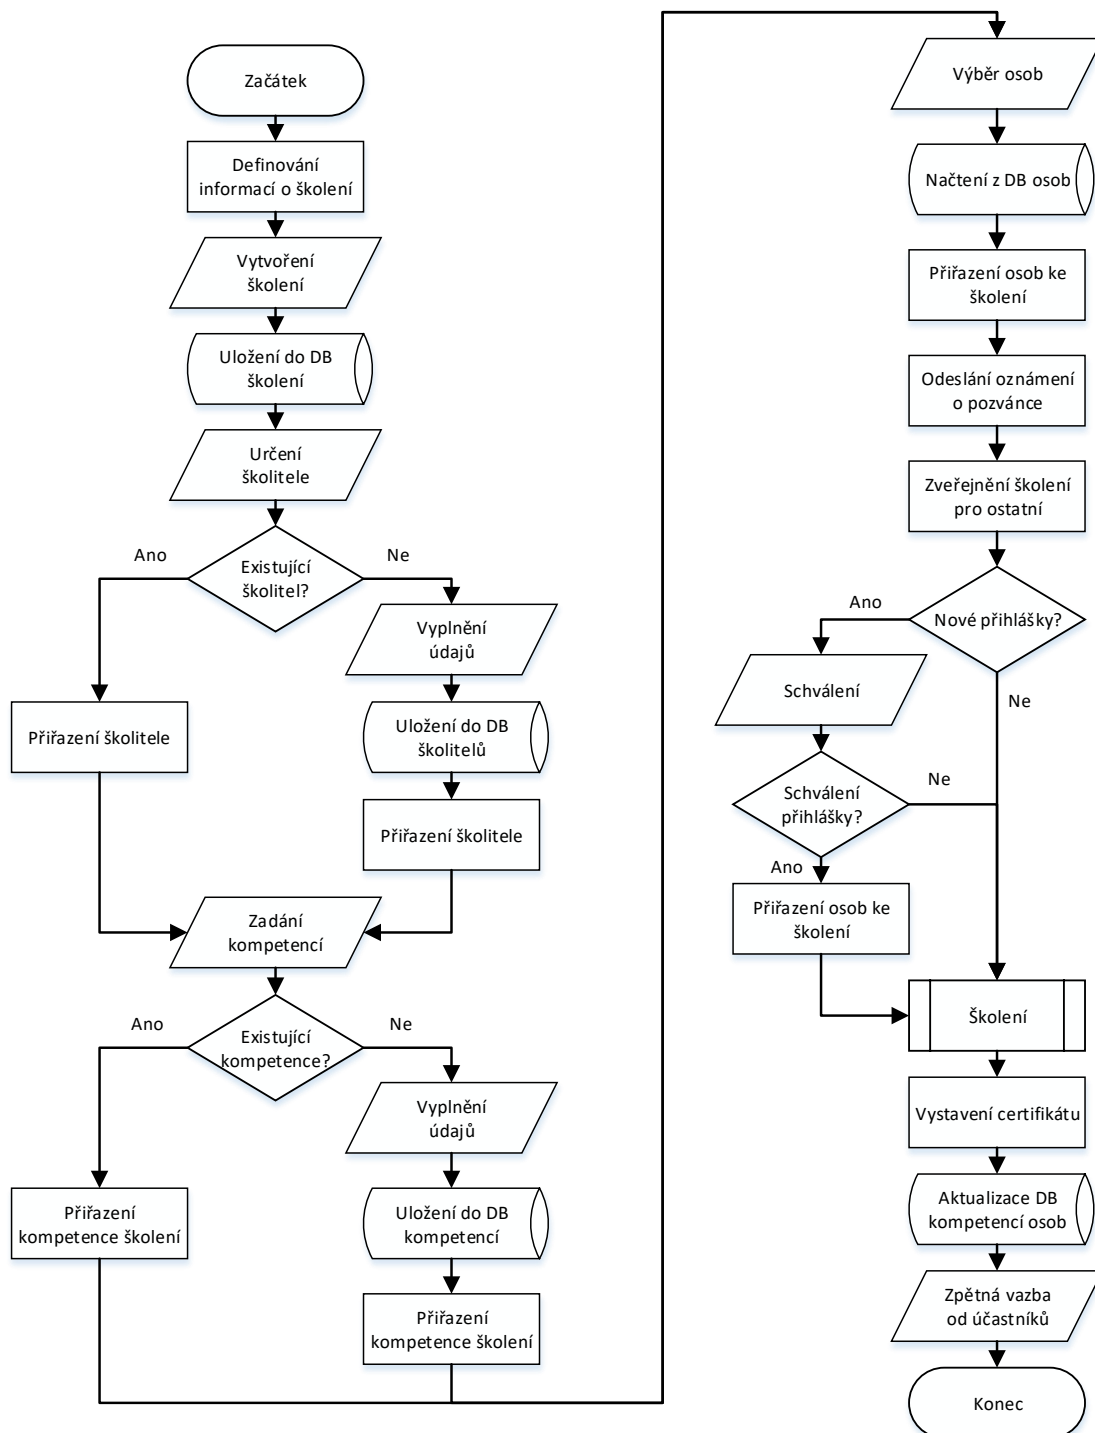 Začátek
Definování
informací o školení
Vytvoření
školení
Uložení do DB
školení
Určení
školitele
Ano
Existující
školitel?
Ne
Vyplnění
údajů
Přiřazení školitele
Uložení do DB
školitelů
Přiřazení školitele
Zadání
kompetencí
Ano
Existující
kompetence?
Ne
Vyplnění
údajů
Přiřazení
kompetence školení
Uložení do DB
kompetencí
Přiřazení
kompetence školení
Výběr osob
Načtení z DB osob
Přiřazení osob ke
školení
Odeslání oznámení
o pozvánce
Zveřejnění školení
pro ostatní
Ano
Nové přihlášky?
Schválení
Ne
Schválení
přihlášky?
Ne
Ano
Přiřazení osob ke
školení
Školení
Vystavení certifikátu
Aktualizace DB
kompetencí osob
Zpětná vazba
od účastníků
Konec